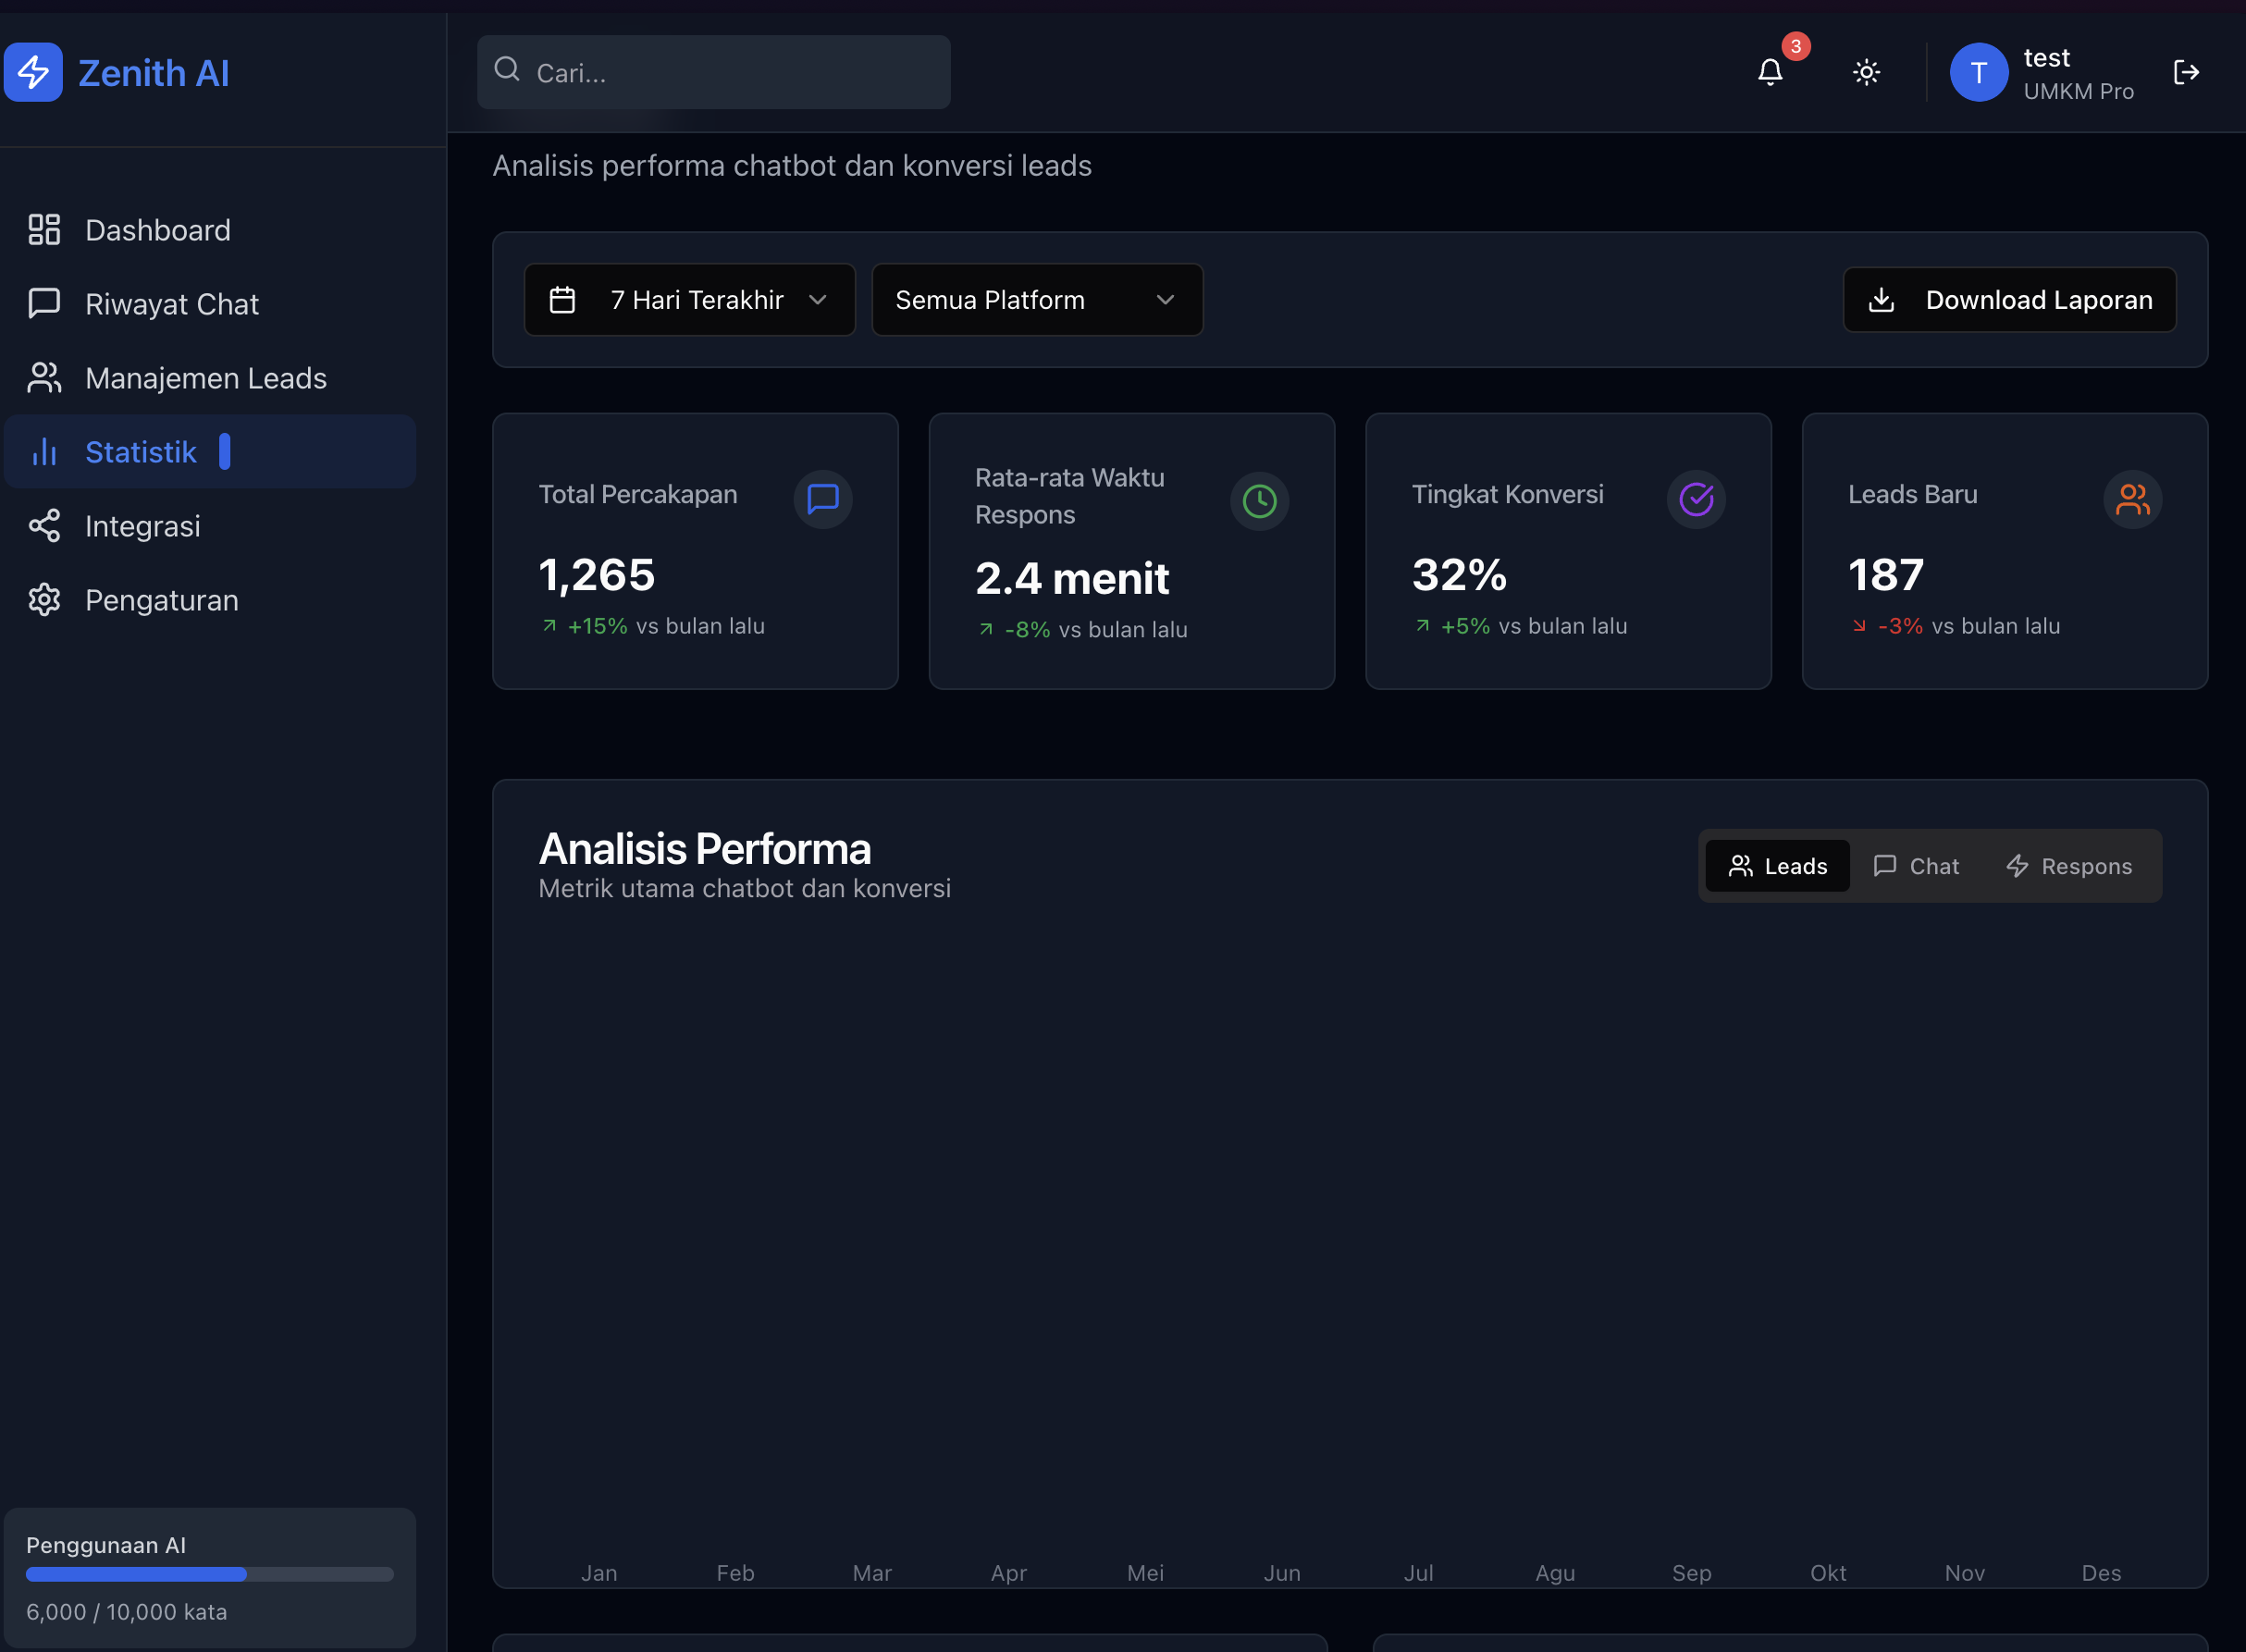 Zenith AI
Cari...
3
T
test
UMKM Pro
Dashboard
Riwayat Chat
Manajemen Leads
Statistik
Integrasi
Pengaturan
Penggunaan AI
6,000 / 10,000 kata
Analisis performa chatbot dan konversi leads
7 Hari Terakhir
Semua Platform
Download Laporan
Total Percakapan
1,265
+15% vs bulan lalu
Rata-rata Waktu
Respons
2.4 menit
-8% vs bulan lalu
Tingkat Konversi
32%
+5% vs bulan lalu
Leads Baru
187
-3% vs bulan lalu
Analisis Performa
Metrik utama chatbot dan konversi
Leads
Chat
Respons
Jan Feb Mar Apr Mei Jun Jul Agu Sep Okt Nov Des